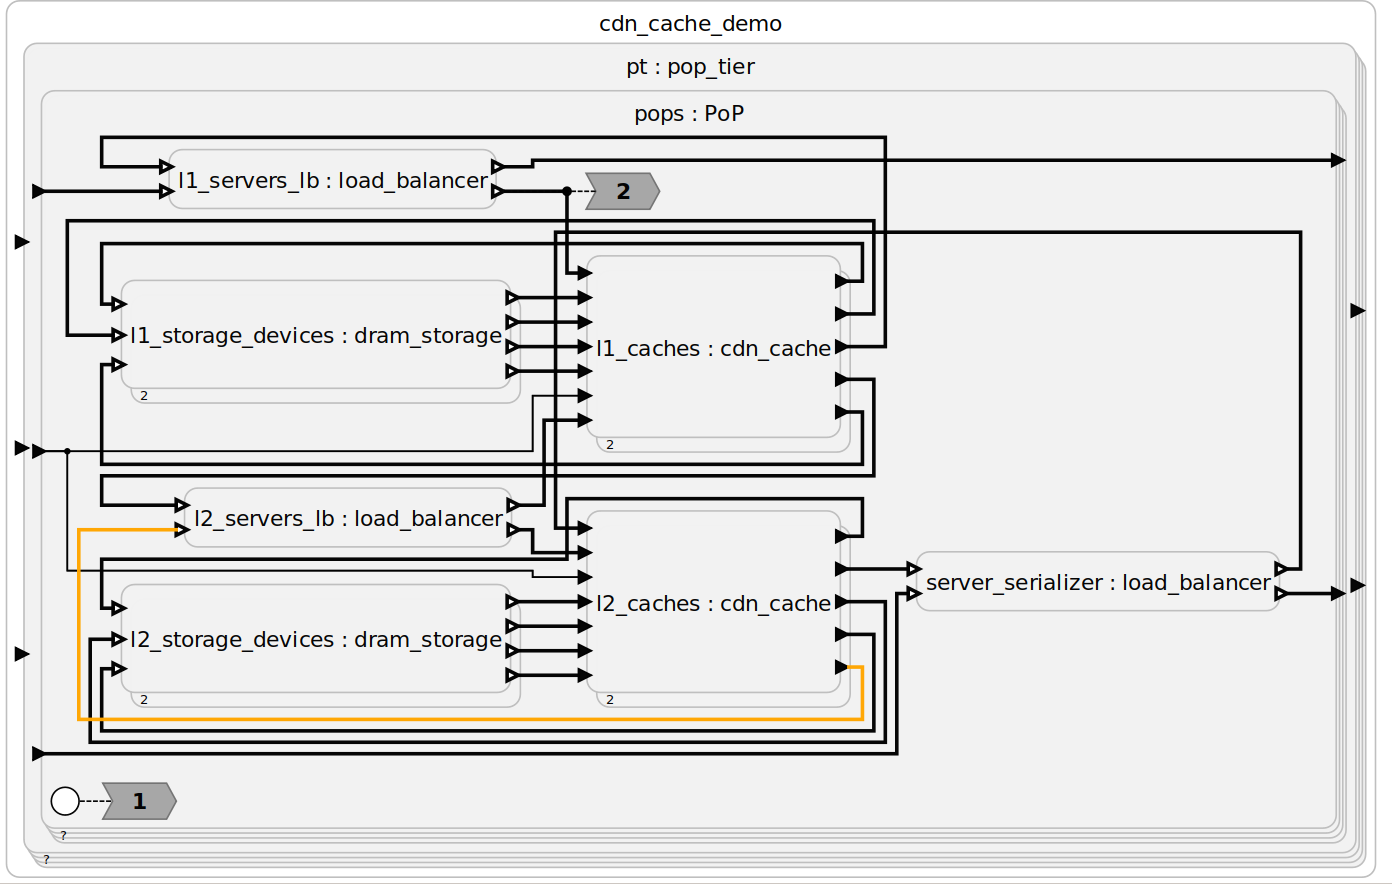 cdn_cache_demo
pt : pop_tier
pops : PoP
l1_servers_lb : load_balancer
2
l1_storage_devices : dram_storage
2
l1_caches : cdn_cache
2
l2_servers_lb : load_balancer
l2_storage_devices : dram_storage
2
l2_caches : cdn_cache
2
server_serializer : load_balancer
1
?
?